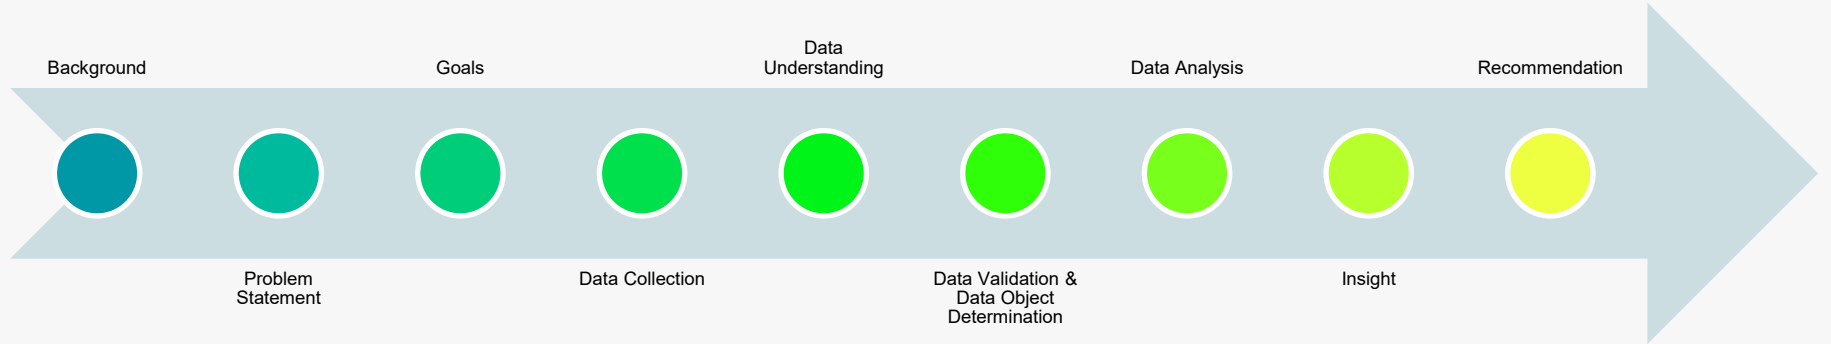 Background
Problem
Statement
Goals
Data Collection
Data
Understanding
Data Validation &
Data Object
Determination
Data Analysis
Insight
Recommendation